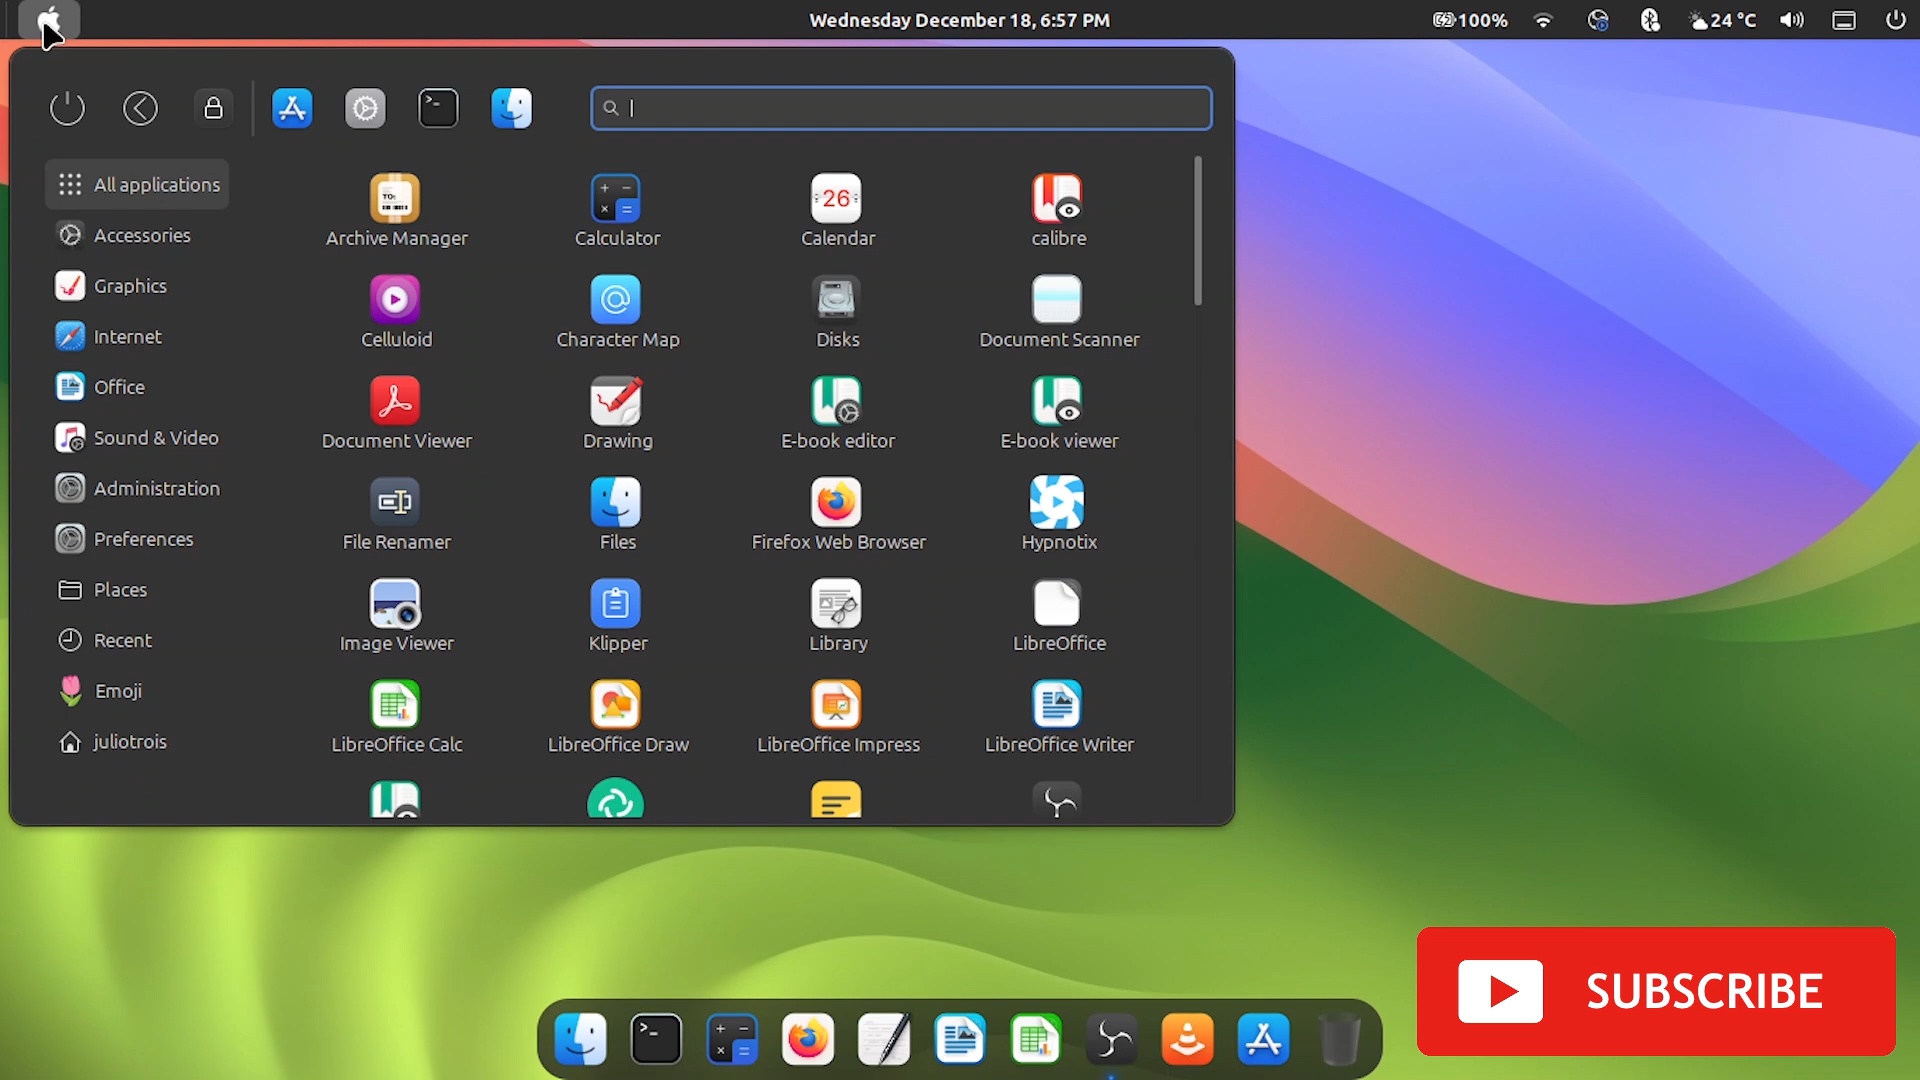 Wednesday December 18, 6:57 PM
100%
24 °C
All applications
Accessories
Graphics
Internet
Office
Sound & Video
Administration
Preferences
Places
Recent
Emoji
juliotrois
Archive Manager
26
Calculator
Calendar
calibre
Celluloid
Character Map
Disks
Document Scanner
Document Viewer
Drawing
E-book editor
E-book viewer
File Renamer
Files
Firefox Web Browser
Hypnotix
Image Viewer
Klipper
Library
LibreOffice
LibreOffice Calc
LibreOffice Draw
LibreOffice Impress
LibreOffice Writer
SUBSCRIBE